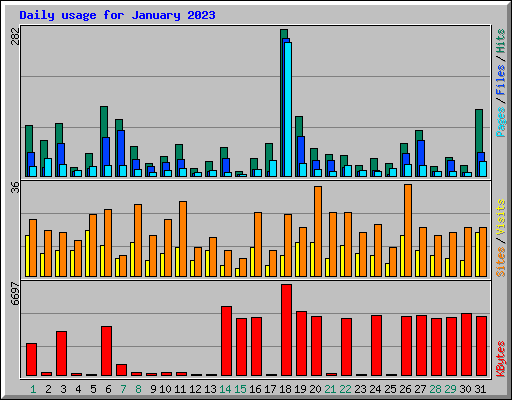 Daily usage for January 2023
282
Pages / Files / Hits
36
Sites / Visits
6697
KBytes
1 2 3 4 5 6 7 8 9 10 11 12 13 14 15 16 17 18 19 20 21 22 23 24 25 26 27 28 29 30 31